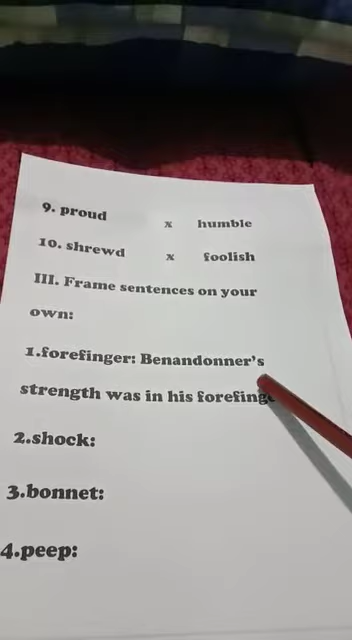 9. proud x humble
10. shrewd x foolish
III. Frame sentences on your
own:
1.forefinger: Benandonner's
strength was in his forefinge
2.shock:
3.bonnet:
4.peep: